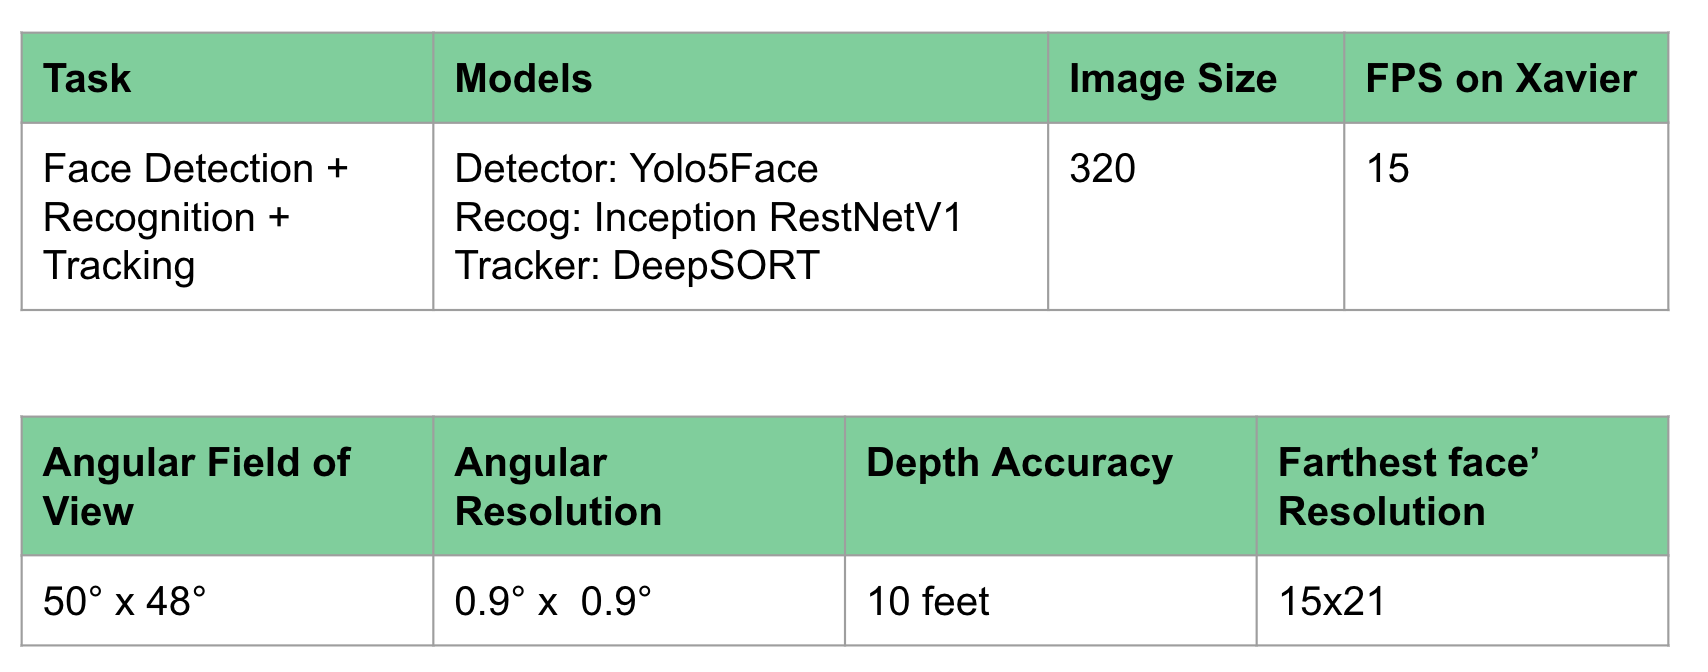 Task Models Image Size FPS on Xavier
Face Detection + Detector: Yolo5Face 320 15
Recognition + Recog: Inception RestNetV1
Tracking Tracker: DeepSORT
Angular Field of Angular Depth Accuracy Farthest face’
View Resolution Resolution
50° x 48° 0.9° x  0.9° 10 feet 15x21